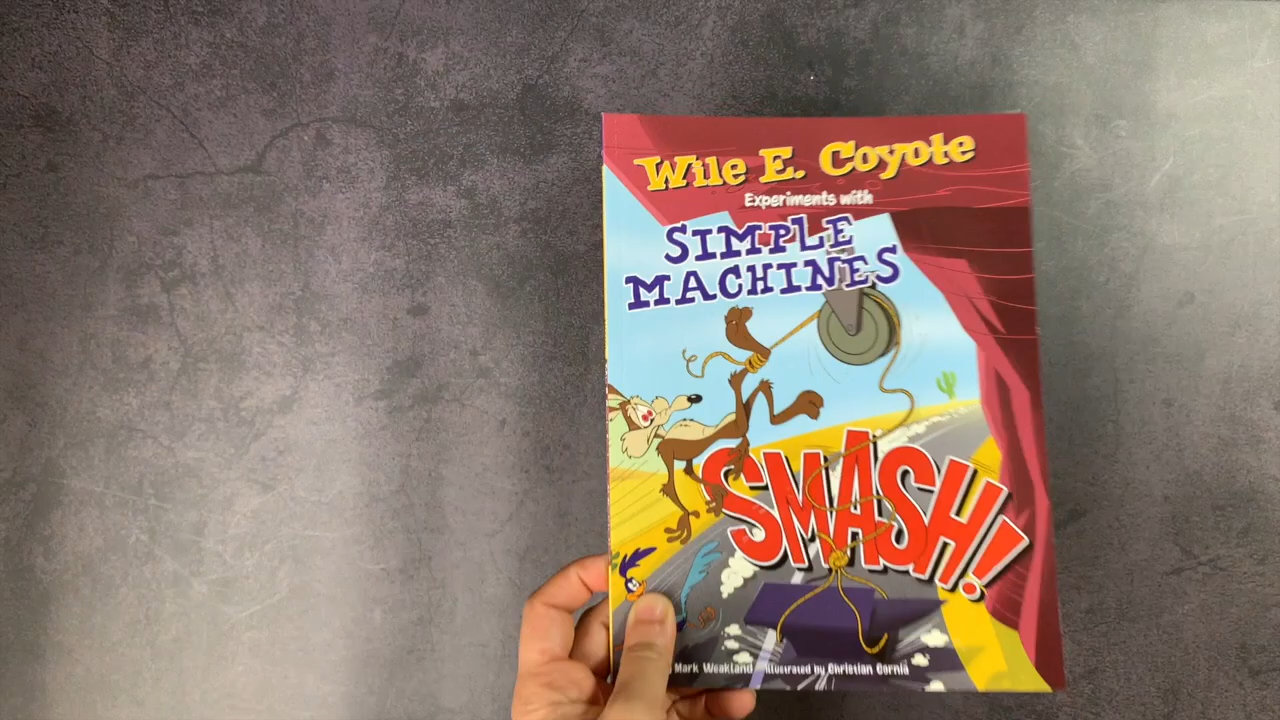 Wile E. Coyote
Experiments with
SIMPLE
MACHINES
SMASH!
Mark Weakland Illustrated by Christian Cornia